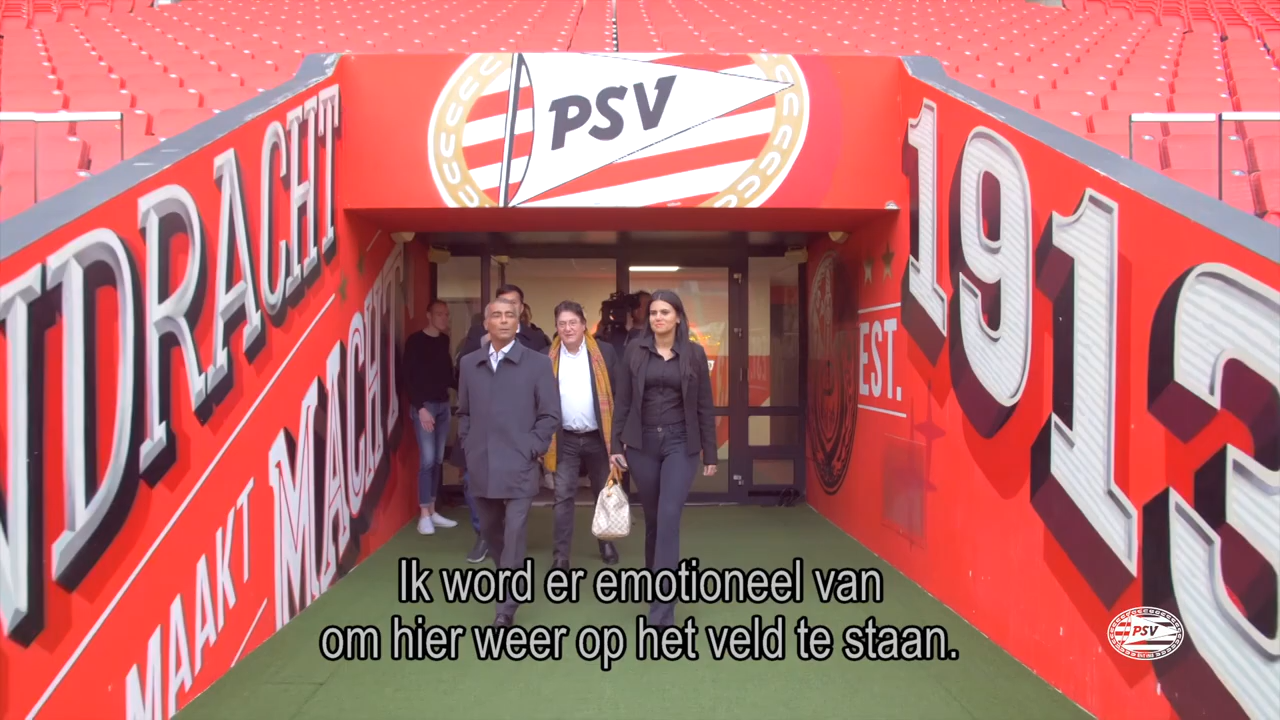 PSV
NDRACHT
MAAKT
MACHT
EST.
1913
Ik word er emotioneel van
om hier weer op het veld te staan.
PSV